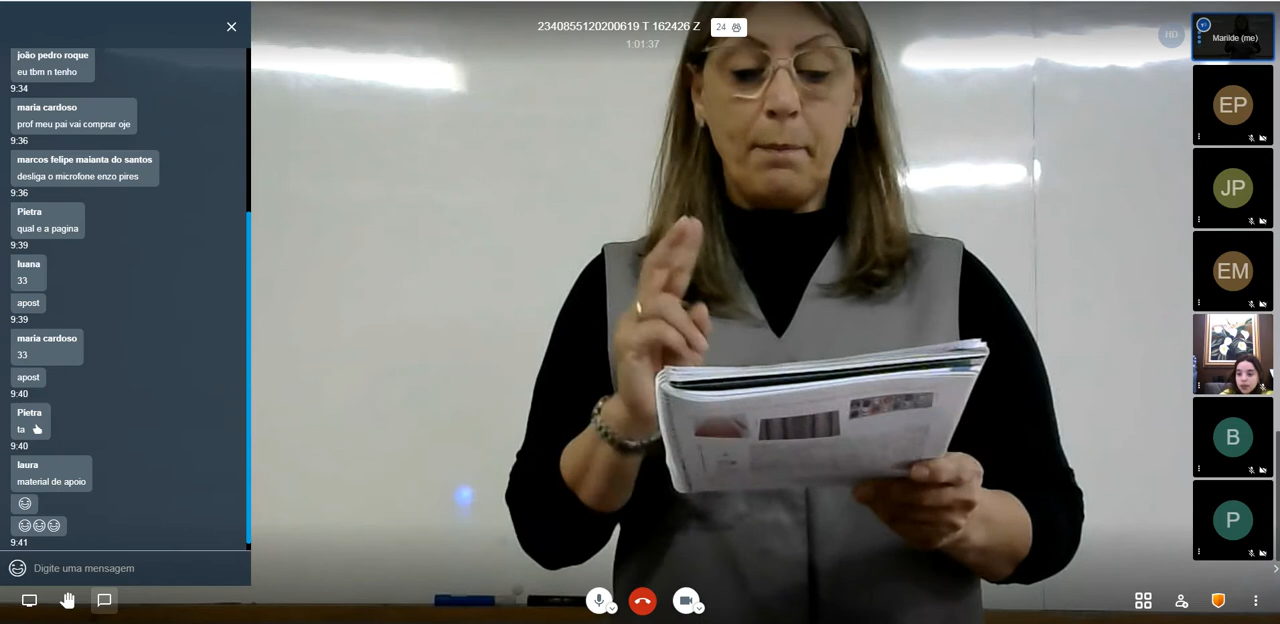 joão pedro roque
eu tbm n tenho
9:34
maria cardoso
prof meu pai vai comprar oje
9:36
marcos felipe maianta do santos
desliga o microfone enzo pires
9:36
Pietra
qual e a pagina
9:39
luana
33
apost
9:39
maria cardoso
33
apost
9:40
Pietra
ta
9:40
laura
material de apoio
9:41
Digite uma mensagem
2340855120200619 T 162426 Z
24
1:01:37
HD
Marilde (me)
EP
JP
EM
B
P